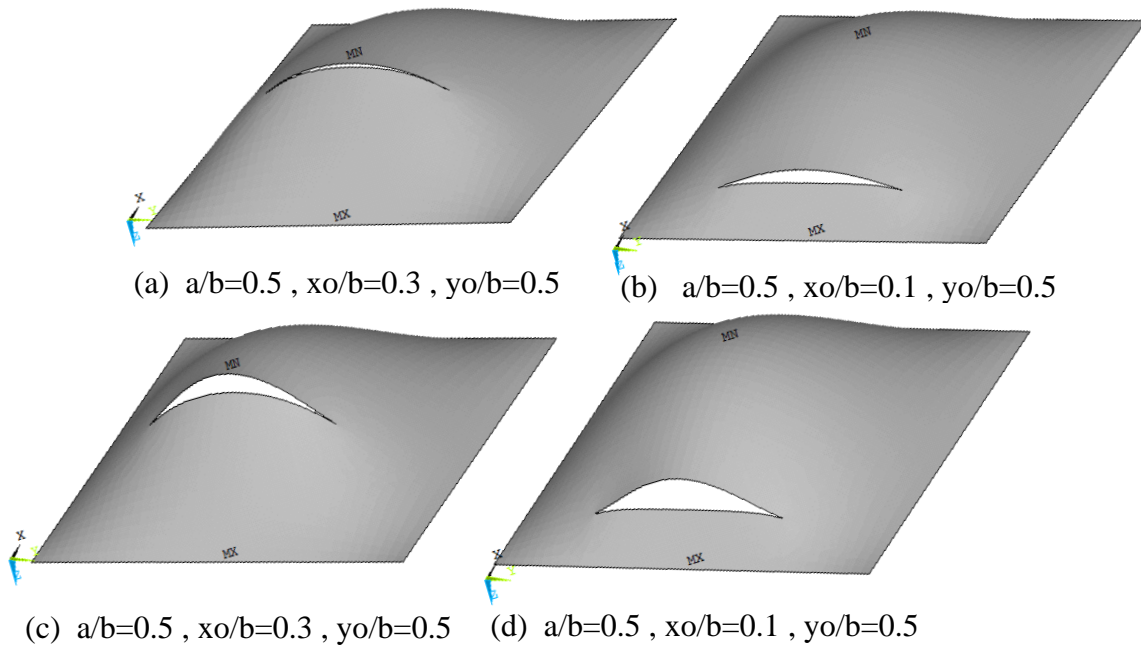 MN
X
Y
Z
MX
(a) a/b=0.5 , xo/b=0.3 , yo/b=0.5
MN
X
Y
Z
MX
(b) a/b=0.5 , xo/b=0.1 , yo/b=0.5
MN
X
Y
Z
MX
(c) a/b=0.5 , xo/b=0.3 , yo/b=0.5
MN
X
Y
Z
MX
(d) a/b=0.5 , xo/b=0.1 , yo/b=0.5